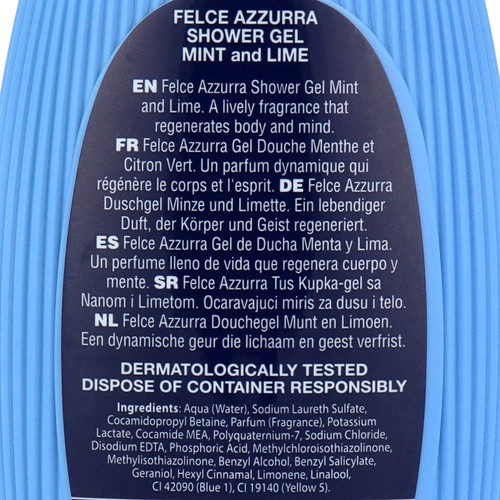 FELCE AZZURRA
SHOWER GEL
MINT and LIME
EN Felce Azzurra Shower Gel Mint
and Lime. A lively fragrance that
regenerates body and mind.
FR Felce Azzurra Gel Douche Menthe et
Citron Vert. Un parfum dynamique qui
régénère le corps et l'esprit. DE Felce Azzurra
Duschgel Minze und Limette. Ein lebendiger
Duft, der Körper und Geist regeneriert.
ES Felce Azzurra Gel de Ducha Menta y Lima.
Un perfume lleno de vida que regenera cuerpo y
mente. SR Felce Azzurra Tus Kupka-gel sa
Nanom i Limetom. Ocaravajuci miris za dusu i telo.
NL Felce Azzurra Douchegel Munt en Limoen.
Een dynamische geur die lichaam en geest verfrist.
DERMATOLOGICALLY TESTED
DISPOSE OF CONTAINER RESPONSIBLY
Ingredients: Aqua (Water), Sodium Laureth Sulfate,
Cocamidopropyl Betaine, Parfum (Fragrance), Potassium
Lactate, Cocamide MEA, Polyquaternium-7, Sodium Chloride,
Disodium EDTA, Phosphoric Acid, Methylchloroisothiazolinone,
Methylisothiazolinone, Benzyl Alcohol, Benzyl Salicylate,
Geraniol, Hexyl Cinnamal, Limonene, Linalool,
CI 42090 (Blue 1), CI 19140 (Yellow 5).